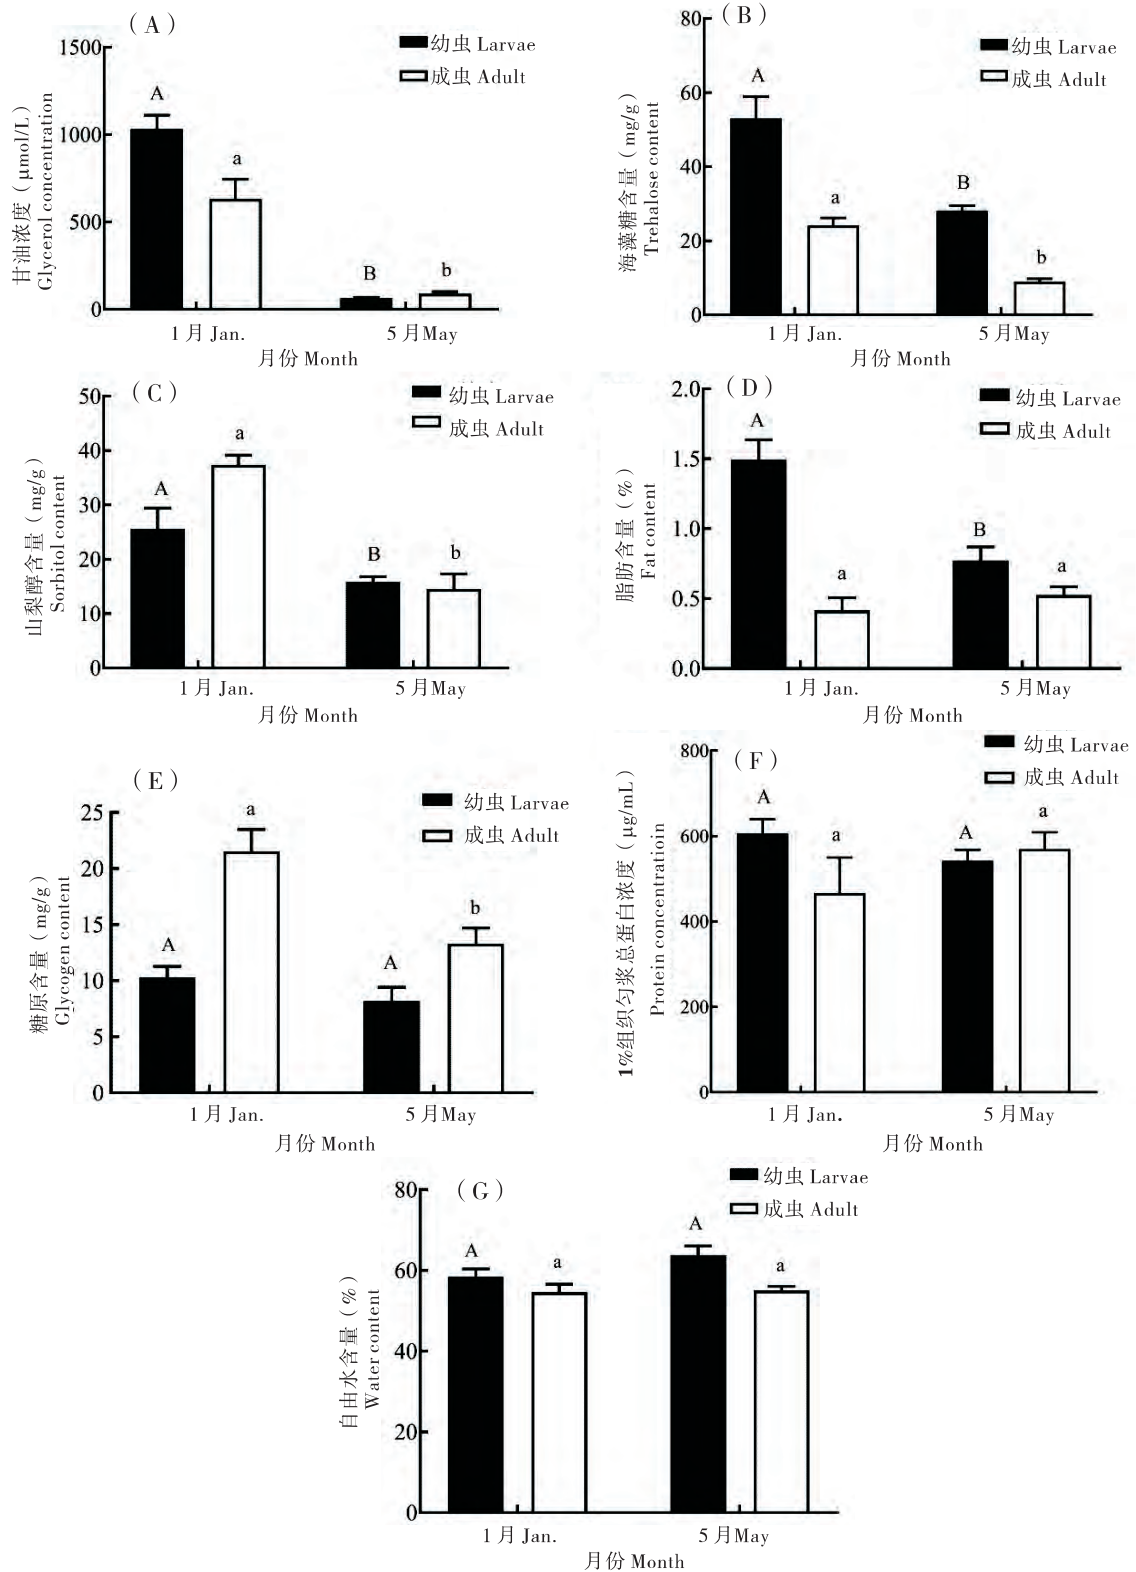 （A）
幼虫 Larvae
成虫 Adult
甘油浓度（μmol/L）
Glycerol concentration
1500
1000
500
0
A
a
B
b
1 月 Jan.
5 月May
月份 Month
（B）
幼虫 Larvae
成虫 Adult
海藻糖含量（mg/g）
Trehalose content
80
60
40
20
0
A
a
B
b
1 月 Jan.
5 月May
月份 Month
（C）
幼虫 Larvae
成虫 Adult
山梨醇含量（mg/g）
Sorbitol content
50
40
30
20
10
0
A
a
B
b
1 月 Jan.
5 月May
月份 Month
（D）
幼虫 Larvae
成虫 Adult
脂肪含量（%）
Fat content
2.0
1.5
1.0
0.5
0.0
A
a
B
a
1 月 Jan.
5 月May
月份 Month
（E）
幼虫 Larvae
成虫 Adult
糖原含量（mg/g）
Glycogen content
25
20
15
10
5
0
A
a
A
b
1 月 Jan.
5 月May
月份 Month
（F）
幼虫 Larvae
成虫 Adult
1%组织匀浆总蛋白浓度（μg/mL）
Protein concentratioin
800
600
400
200
0
A
a
A
a
1 月 Jan.
5 月May
月份 Month
（G）
幼虫 Larvae
成虫 Adult
自由水含量（%）
Water content
80
60
40
20
0
A
a
A
a
1 月 Jan.
5 月May
月份 Month